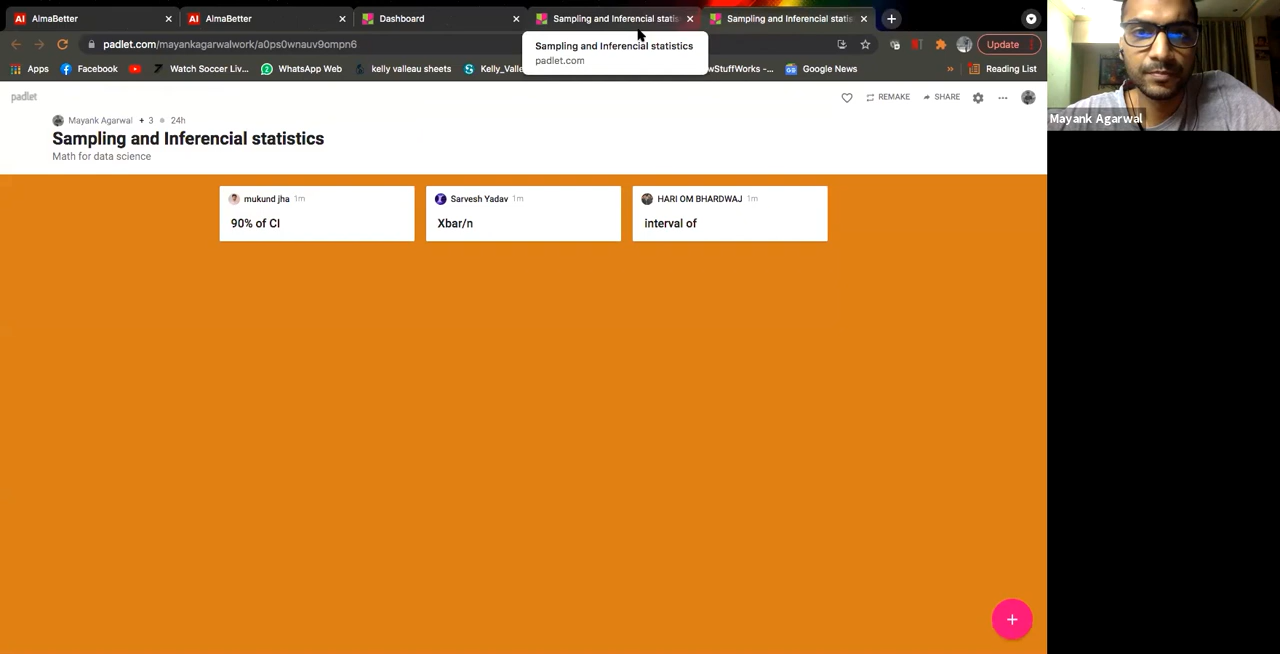 AlmaBetter
AlmaBetter
Dashboard
Sampling and Inferencial statis
Sampling and Inferencial statis
padlet.com/mayankagarwalwork/a0ps0wnauv9ompn6
Update
Sampling and Inferencial statistics
padlet.com
Apps
Facebook
Watch Soccer Liv...
WhatsApp Web
kelly valleau sheets
Kelly_Valle
wStuffWorks -...
Google News
»
Reading List
padlet
REMAKE
SHARE
Mayank Agarwal + 3 24h
Sampling and Inferencial statistics
Math for data science
mukund jha 1m
90% of CI
Sarvesh Yadav 1m
Xbar/n
HARI OM BHARDWAJ 1m
interval of
Mayank Agarwal